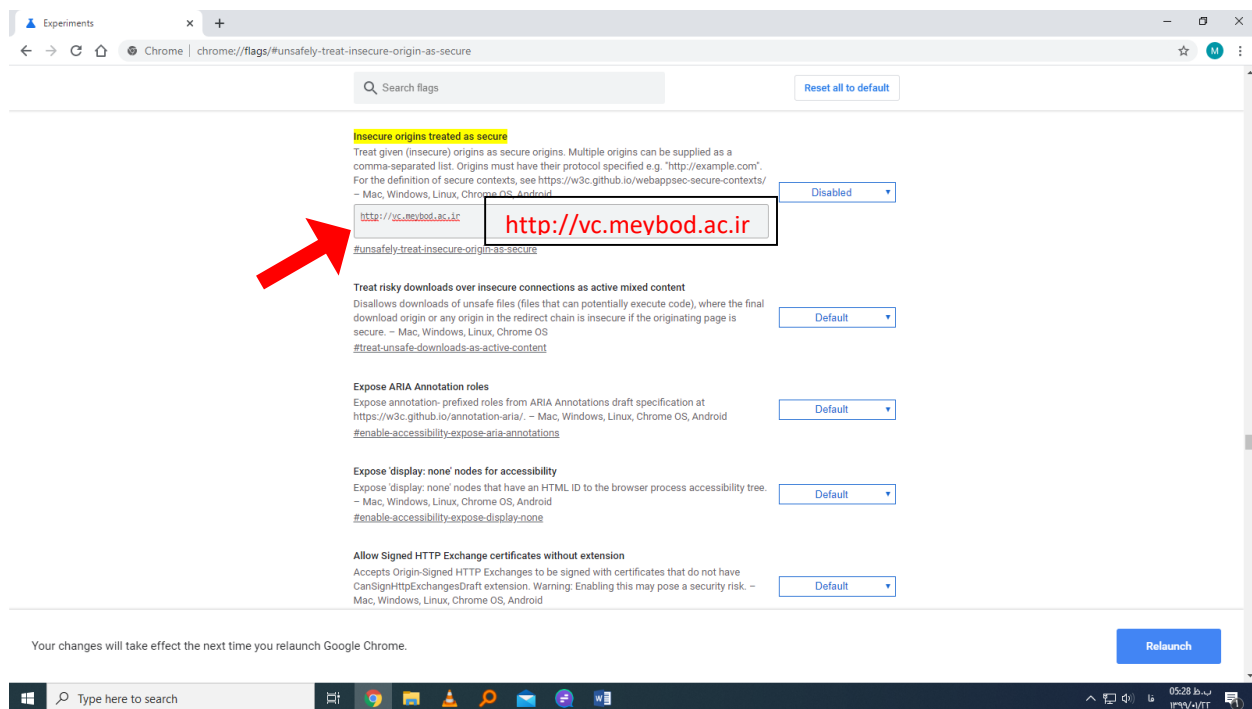 Experiments
Chrome | chrome://flags/#unsafely-treat-insecure-origin-as-secure
M
Search flags
Reset all to default
Insecure origins treated as secure
Treat given (insecure) origins as secure origins. Multiple origins can be supplied as a
comma-separated list. Origins must have their protocol specified e.g. "http://example.com".
For the definition of secure contexts, see https://w3c.github.io/webappsec-secure-contexts/
– Mac, Windows, Linux, Chrome OS, Android
Disabled
http://vc.meybod.ac.ir
http://vc.meybod.ac.ir
#unsafely-treat-insecure-origin-as-secure
Treat risky downloads over insecure connections as active mixed content
Disallows downloads of unsafe files (files that can potentially execute code), where the final
download origin or any origin in the redirect chain is insecure if the originating page is
secure. – Mac, Windows, Linux, Chrome OS
Default
#treat-unsafe-downloads-as-active-content
Expose ARIA Annotation roles
Expose annotation- prefixed roles from ARIA Annotations draft specification at
https://w3c.github.io/annotation-aria/. – Mac, Windows, Linux, Chrome OS, Android
Default
#enable-accessibility-expose-aria-annotations
Expose 'display: none' nodes for accessibility
Expose 'display: none' nodes that have an HTML ID to the browser process accessibility tree.
– Mac, Windows, Linux, Chrome OS, Android
Default
#enable-accessibility-expose-display-none
Allow Signed HTTP Exchange certificates without extension
Accepts Origin-Signed HTTP Exchanges to be signed with certificates that do not have
CanSignHttpExchangesDraft extension. Warning: Enabling this may pose a security risk. –
Mac, Windows, Linux, Chrome OS, Android
Default
Your changes will take effect the next time you relaunch Google Chrome.
Relaunch
Type here to search
فا
05:28 ب.ظ
۱۳۹۹/۰۱/۲۲